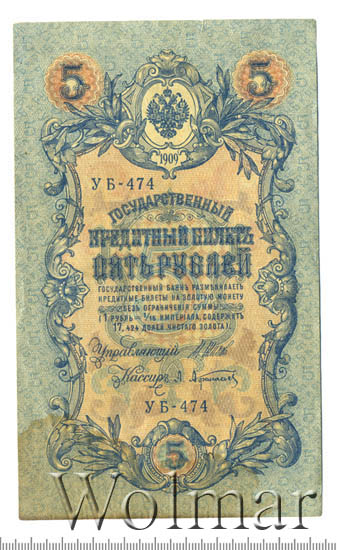 5 5
1909
УБ-474
ГОСУДАРСТВЕННЫЙ
КРЕДИТНЫЙ БИЛЕТЪ
ПЯТЬ РУБЛЕЙ
ГОСУДАРСТВЕННЫЙ БАНКЪ РАЗМѢНИВАЕТЪ
КРЕДИТНЫЕ БИЛЕТЫ НА ЗОЛОТУЮ МОНЕТУ
БЕЗЪ ОГРАНИЧЕНІЯ СУММЫ
(1 РУБЛЬ = 1/15 ИМПЕРІАЛА, СОДЕРЖИТЪ
17,424 ДОЛЕЙ ЧИСТАГО ЗОЛОТА).
Управляющій
Кассиръ
УБ-474
5
Wolmar